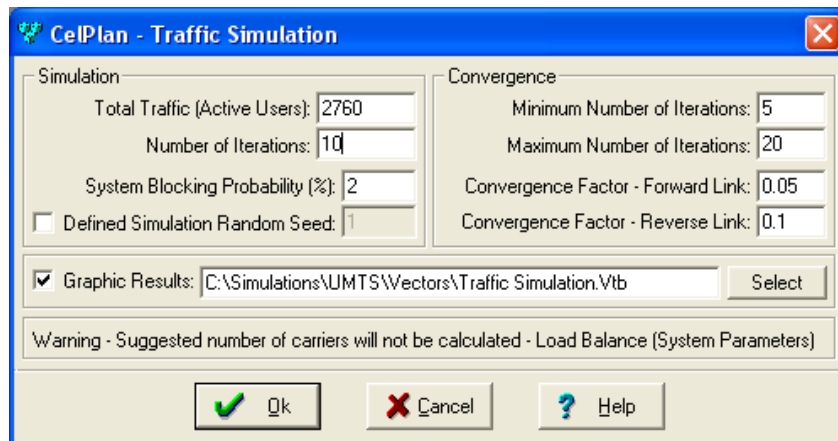 CelPlan - Traffic Simulation
Simulation
Total Traffic (Active Users): 2760
Number of Iterations: 10
System Blocking Probability (%): 2
Defined Simulation Random Seed: 1
Convergence
Minimum Number of Iterations: 5
Maximum Number of Iterations: 20
Convergence Factor - Forward Link: 0.05
Convergence Factor - Reverse Link: 0.1
Graphic Results: C:\Simulations\UMTS\Vectors\Traffic Simulation.Vtb Select
Warning - Suggested number of carriers will not be calculated - Load Balance (System Parameters)
Ok Cancel Help